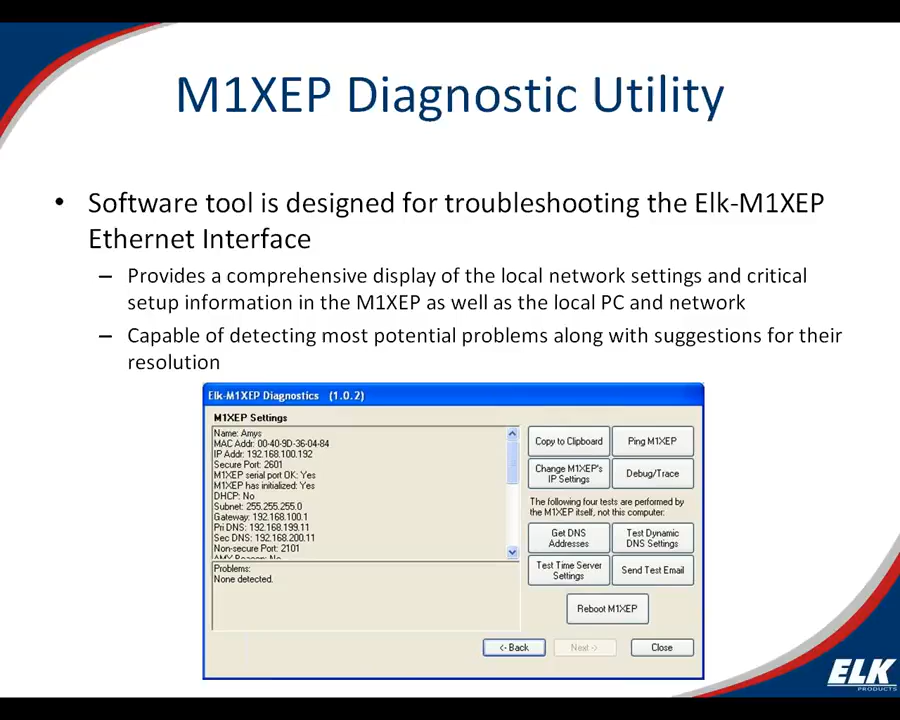 M1XEP Diagnostic Utility
• Software tool is designed for troubleshooting the Elk-M1XEP
Ethernet Interface
– Provides a comprehensive display of the local network settings and critical
setup information in the M1XEP as well as the local PC and network
– Capable of detecting most potential problems along with suggestions for their
resolution
Elk-M1XEP Diagnostics (1.0.2)
M1XEP Settings
Name: Amys
MAC Addr: 00-40-9D-36-04-84
IP Addr: 192.168.100.192
Secure Port: 2601
M1XEP serial port OK: Yes
M1XEP has initialized: Yes
DHCP: No
Subnet: 255.255.255.0
Gateway: 192.168.100.1
Pri DNS: 192.168.199.11
Sec DNS: 192.168.200.11
Non-secure Port: 2101
Problems:
None detected.
Copy to Clipboard
Ping M1XEP
Change M1XEP's
IP Settings
Debug/Trace
The following four tests are performed by
the M1XEP itself, not this computer.
Get DNS
Addresses
Test Dynamic
DNS Settings
Test Time Server
Settings
Send Test Email
Reboot M1XEP
<- Back
Next ->
Close
ELK
PRODUCTS